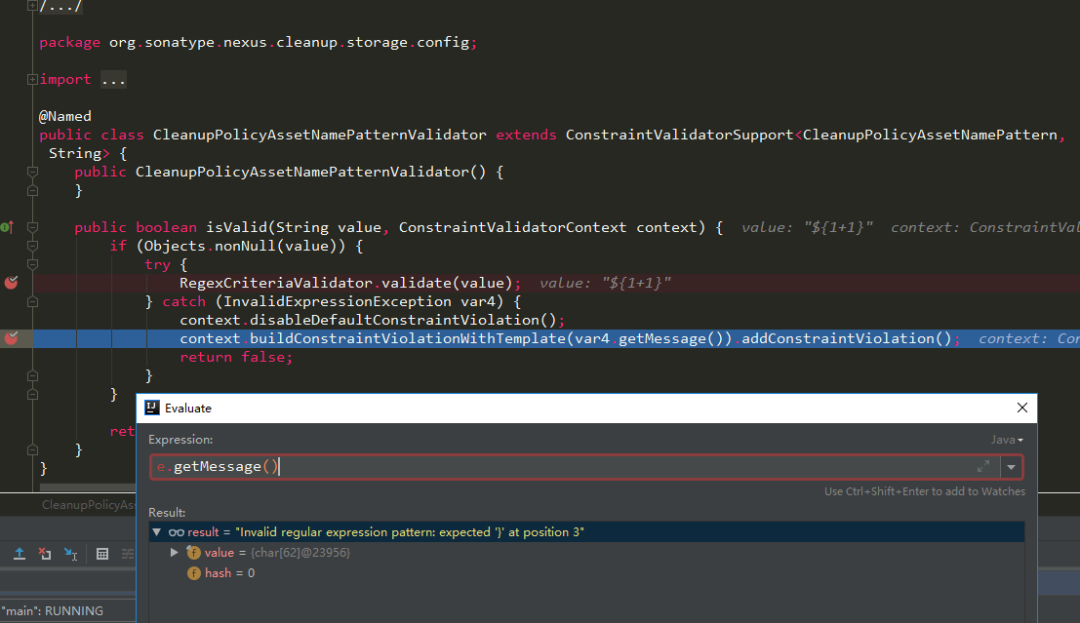 /.../
package org.sonatype.nexus.cleanup.storage.config;
import ...
@Named
public class CleanupPolicyAssetNamePatternValidator extends ConstraintValidatorSupport<CleanupPolicyAssetNamePattern,
String> {
public CleanupPolicyAssetNamePatternValidator() {
}
public boolean isValid(String value, ConstraintValidatorContext context) { value: "${1+1}" context: ConstraintVal
if (Objects.nonNull(value)) {
try {
RegexCriteriaValidator.validate(value); value: "${1+1}"
} catch (InvalidExpressionException var4) {
context.disableDefaultConstraintViolation();
context.buildConstraintViolationWithTemplate(var4.getMessage()).addConstraintViolation(); context: Con
return false;
}
}
ret
}
}
Evaluate
Expression:
Java
e.getMessage()
Use Ctrl+Shift+Enter to add to Watches
CleanupPolicyAss
Result:
result = "Invalid regular expression pattern: expected '}' at position 3"
value = {char[62]@23956}
hash = 0
"main": RUNNING